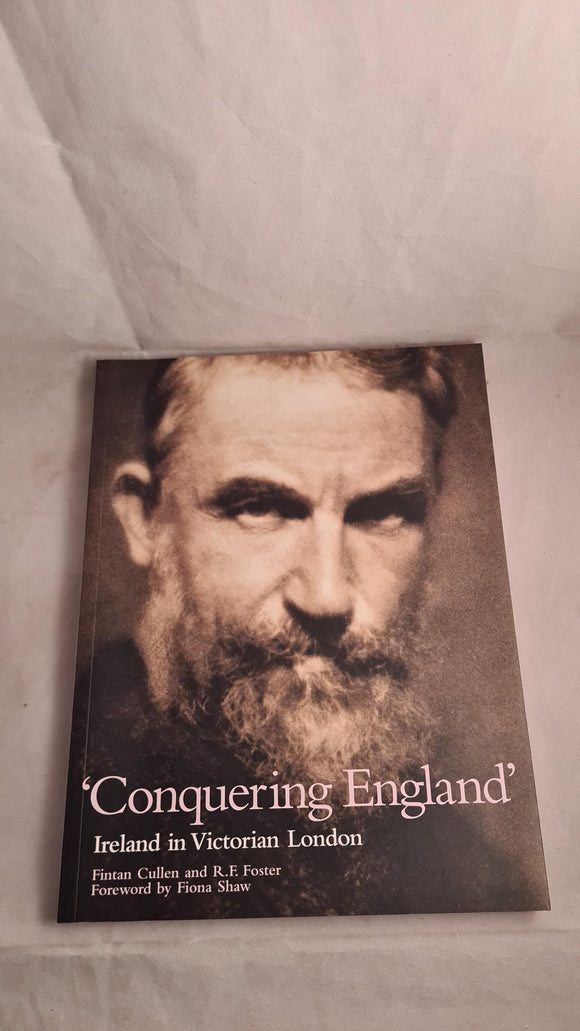 ‘Conquering England’
Ireland in Victorian London
Fintan Cullen and R.F. Foster
Foreword by Fiona Shaw